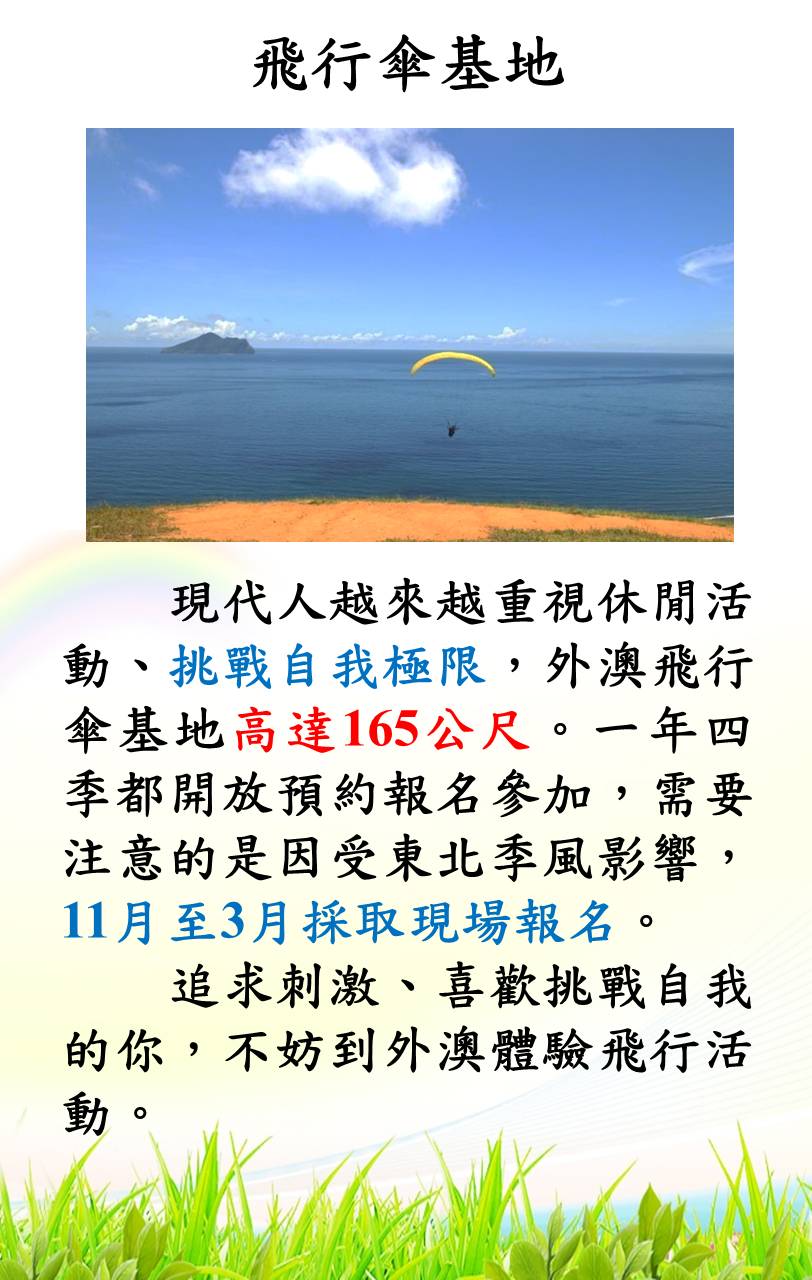 飛行傘基地
現代人越來越重視休閒活
動、挑戰自我極限，外澳飛行
傘基地高達165公尺。一年四
季都開放預約報名參加，需要
注意的是因受東北季風影響，
11月至3月採取現場報名。
追求刺激、喜歡挑戰自我
的你，不妨到外澳體驗飛行活
動。